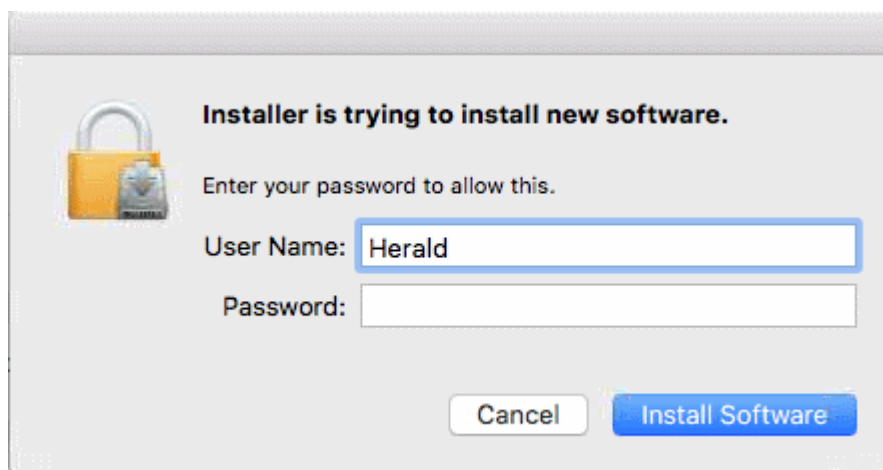 Installer is trying to install new software.
Enter your password to allow this.
User Name: Herald
Password:
Cancel Install Software